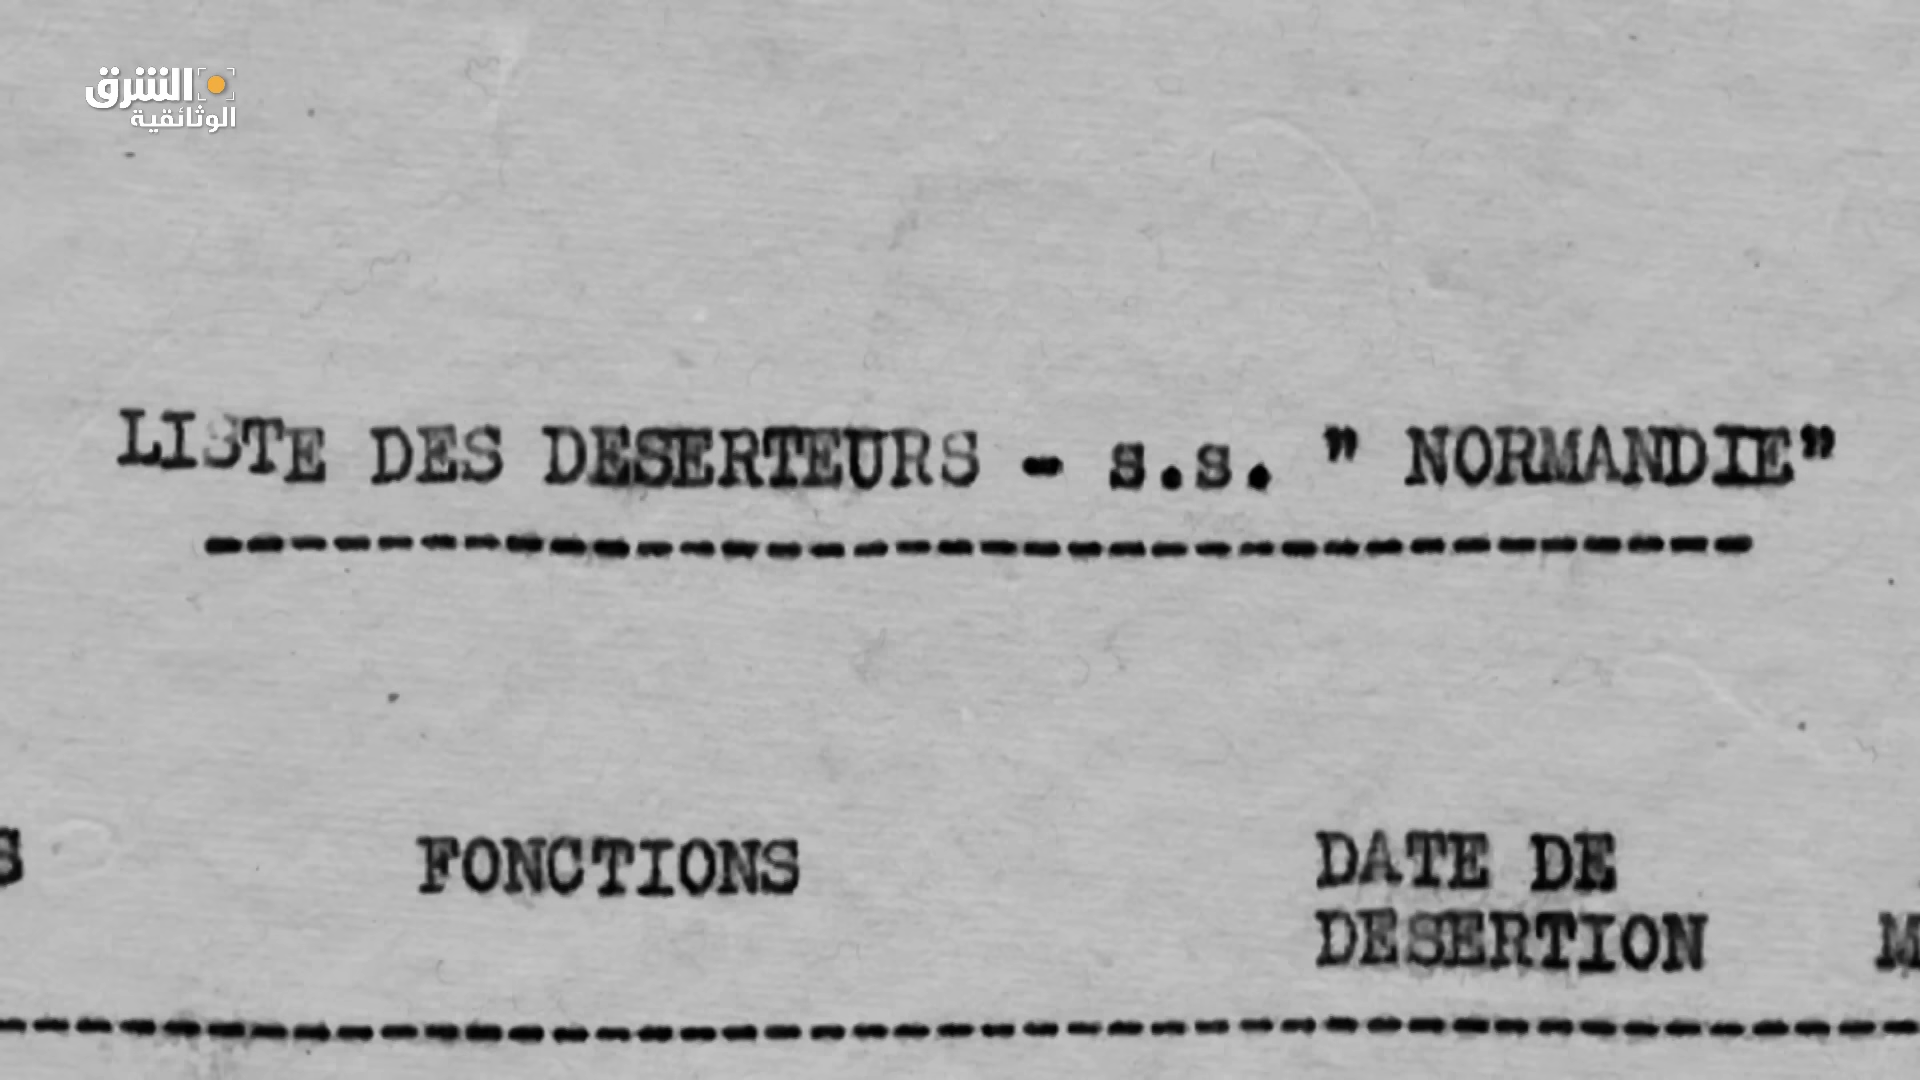 الشرق
الوثائقية
LISTE DES DESERTEURS - s.s. " NORMANDIE"
FONCTIONS
DATE DE
DESERTION